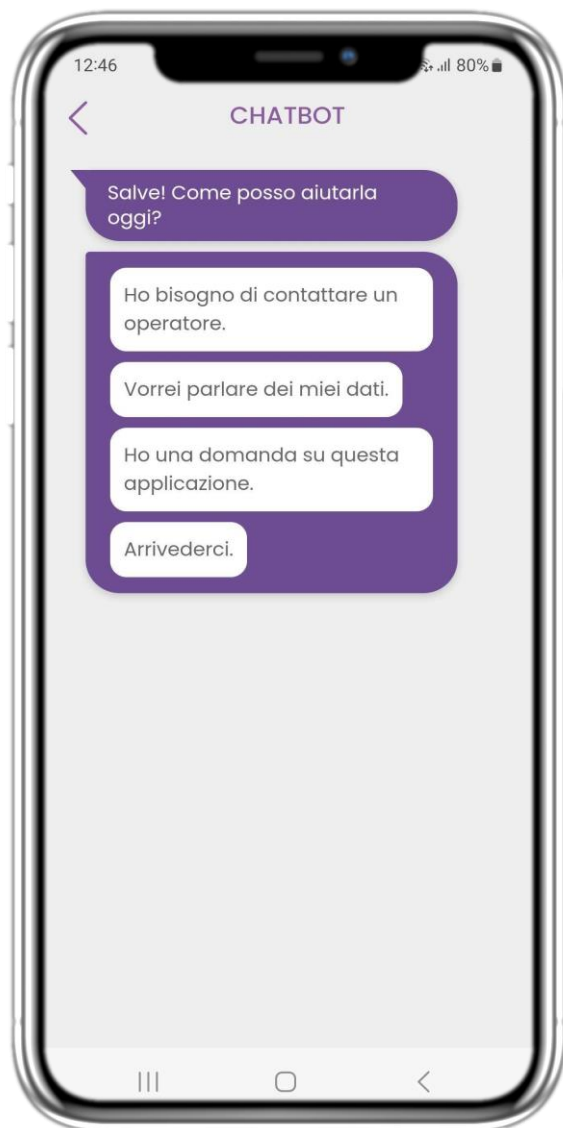 12:46
80%
CHATBOT
Salve! Come posso aiutarla
oggi?
Ho bisogno di contattare un
operatore.
Vorrei parlare dei miei dati.
Ho una domanda su questa
applicazione.
Arrivederci.